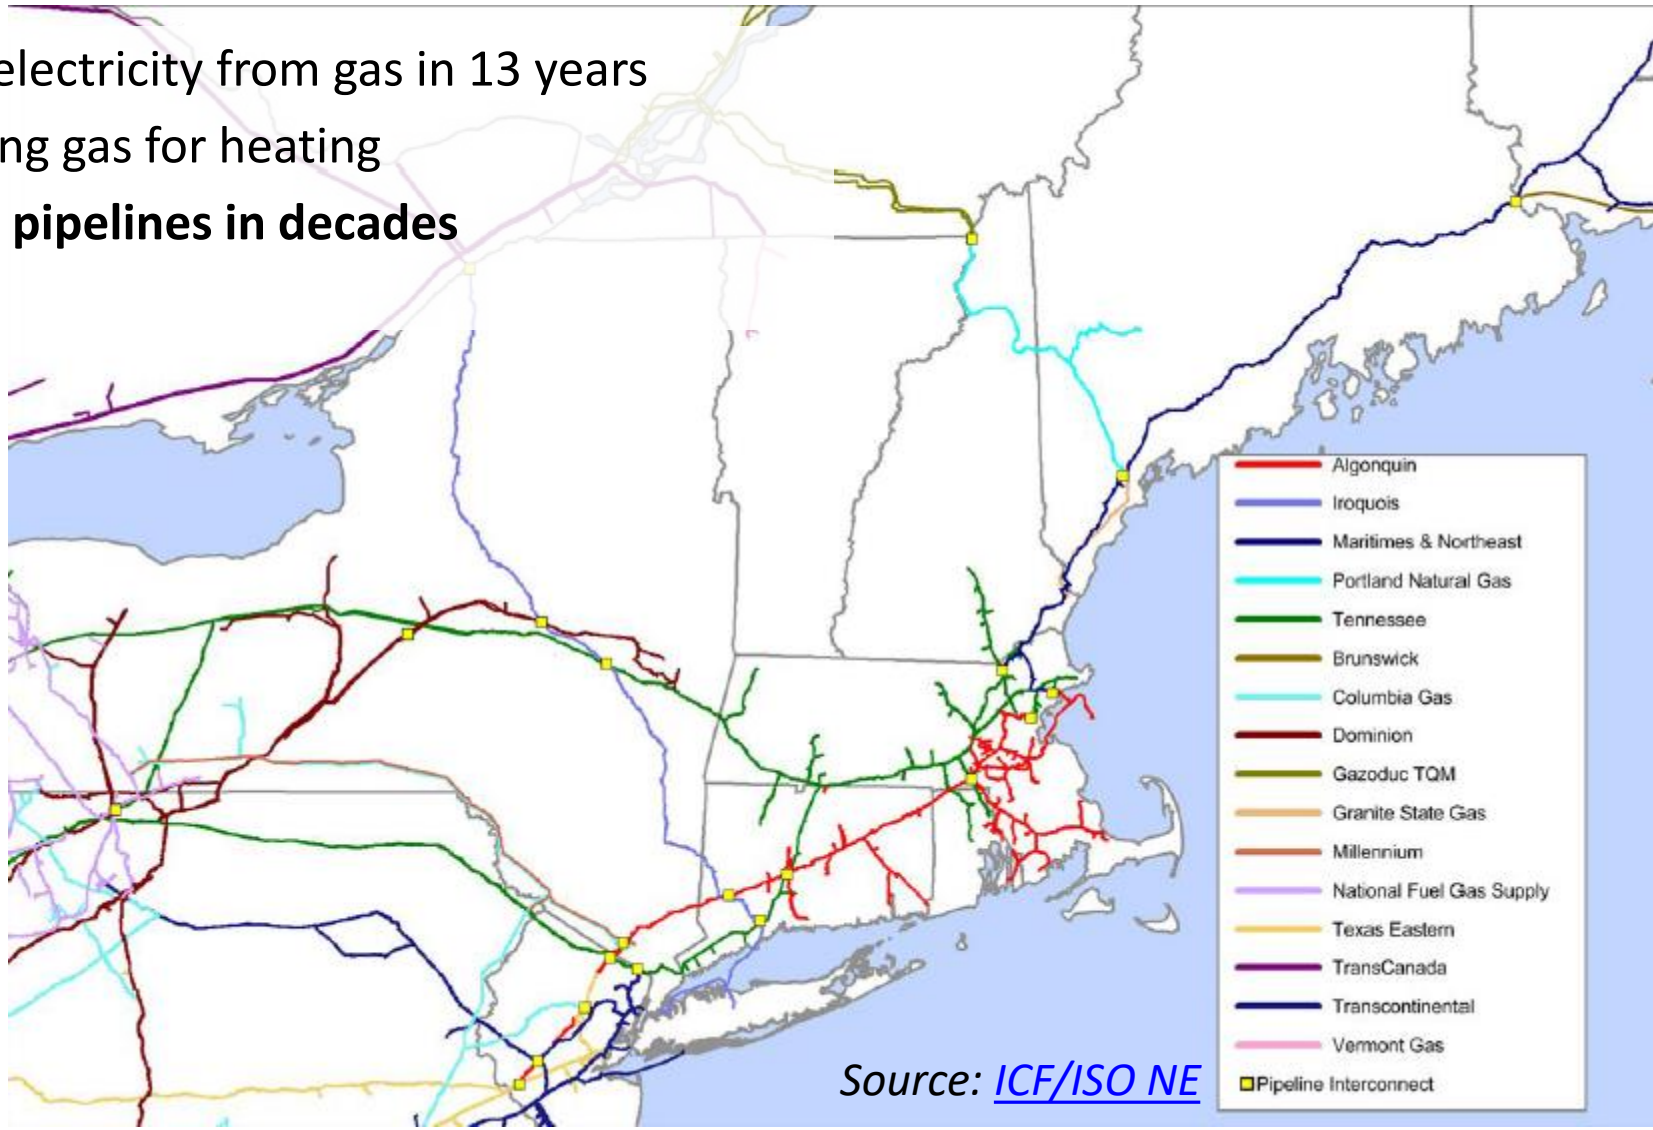 electricity from gas in 13 years
ng gas for heating
pipelines in decades
Algonquin
Iroquois
Maritimes & Northeast
Portland Natural Gas
Tennessee
Brunswick
Columbia Gas
Dominion
Gazoduc TQM
Granite State Gas
Millennium
National Fuel Gas Supply
Texas Eastern
TransCanada
Transcontinental
Vermont Gas
Pipeline Interconnect
Source: ICF/ISO NE